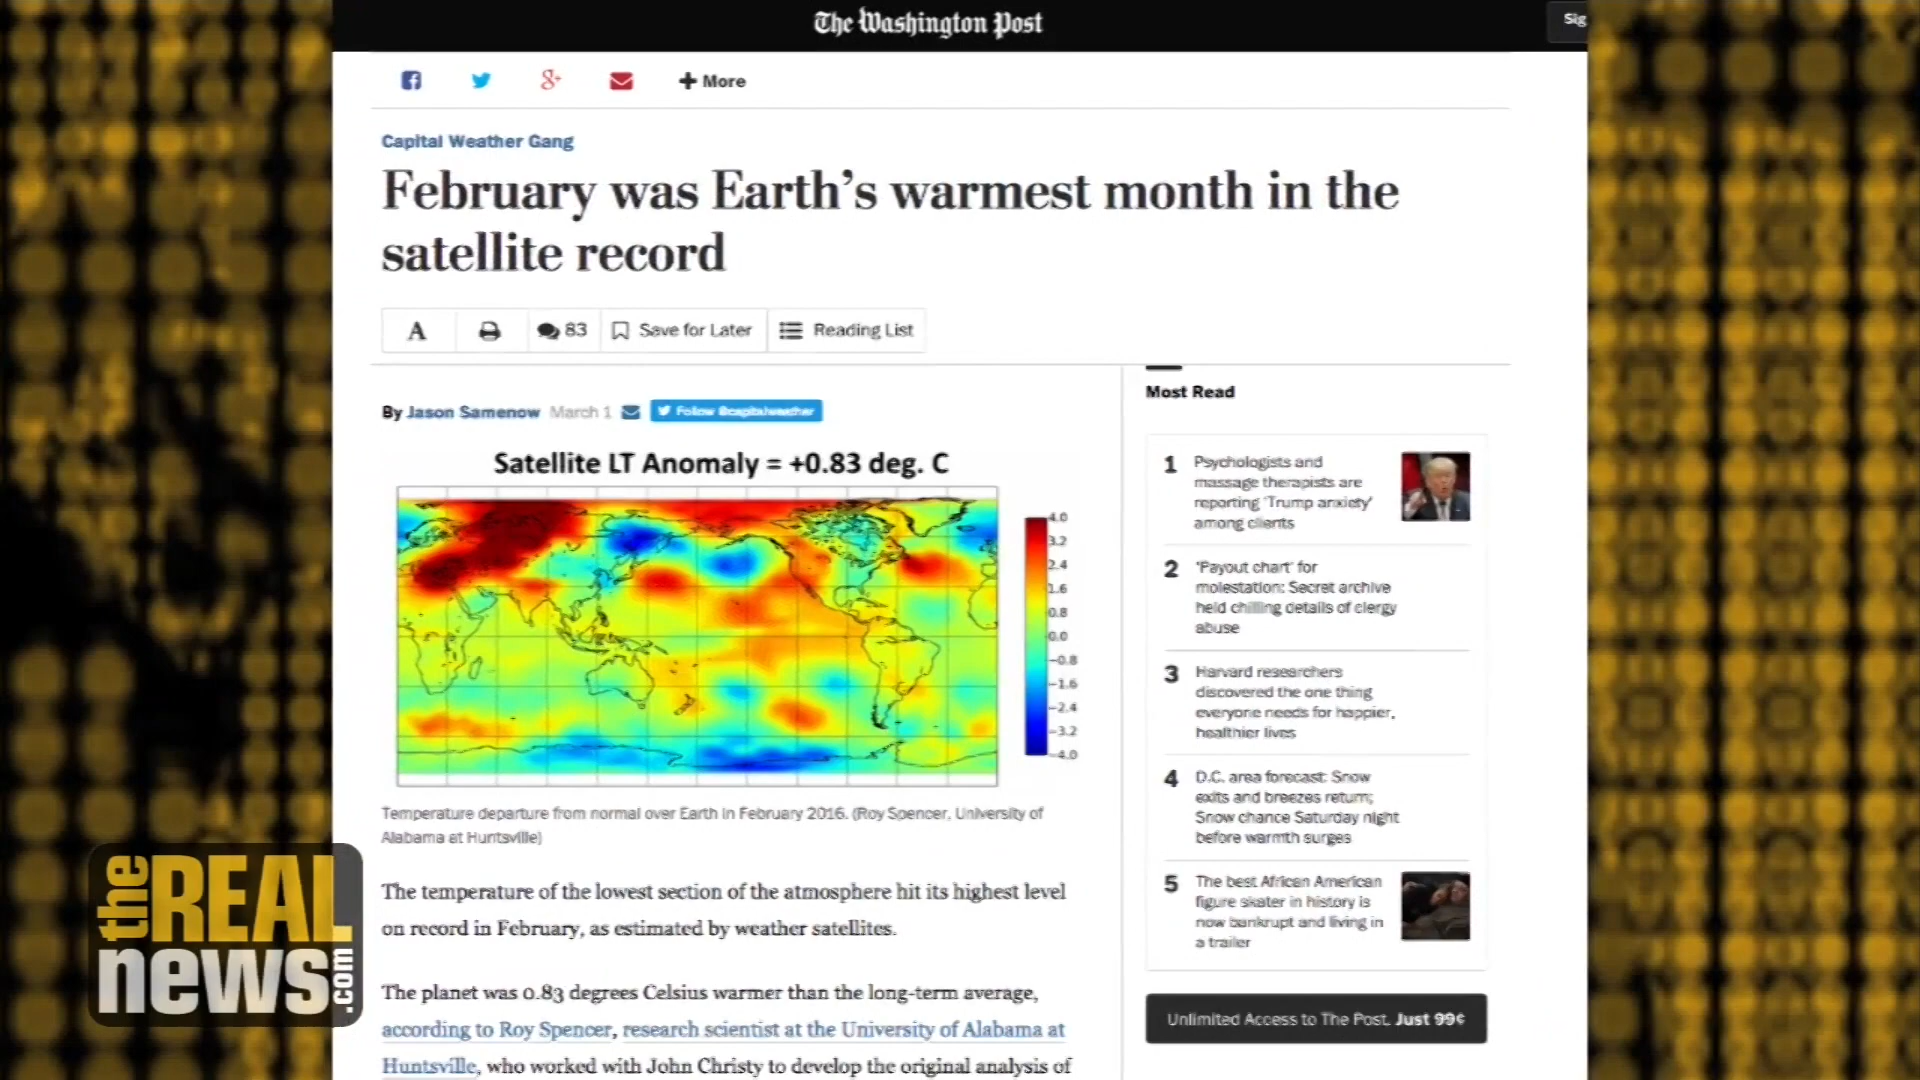 The Washington Post
Sig
More
Capital Weather Gang
February was Earth's warmest month in the
satellite record
A
83
Save for Later
Reading List
By Jason Samenow March 1
Follow @capitalweather
Satellite LT Anomaly = +0.83 deg. C
4.0
3.2
2.4
1.6
0.8
0.0
-0.8
-1.6
-2.4
-3.2
-4.0
Temperature departure from normal over Earth in February 2016. (Roy Spencer, University of
Alabama at Huntsville)
The temperature of the lowest section of the atmosphere hit its highest level
on record in February, as estimated by weather satellites.
The planet was 0.83 degrees Celsius warmer than the long-term average,
according to Roy Spencer, research scientist at the University of Alabama at
Huntsville, who worked with John Christy to develop the original analysis of
Most Read
1 Psychologists and
massage therapists are
reporting 'Trump anxiety'
among clients
2 'Payout chart' for
molestation: Secret archive
held chilling details of clergy
abuse
3 Harvard researchers
discovered the one thing
everyone needs for happier,
healthier lives
4 D.C. area forecast: Snow
exits and breezes return;
Snow chance Saturday night
before warmth surges
5 The best African American
figure skater in history is
now bankrupt and living in
a trailer
Unlimited Access to The Post. Just 99¢
the REAL
news.com